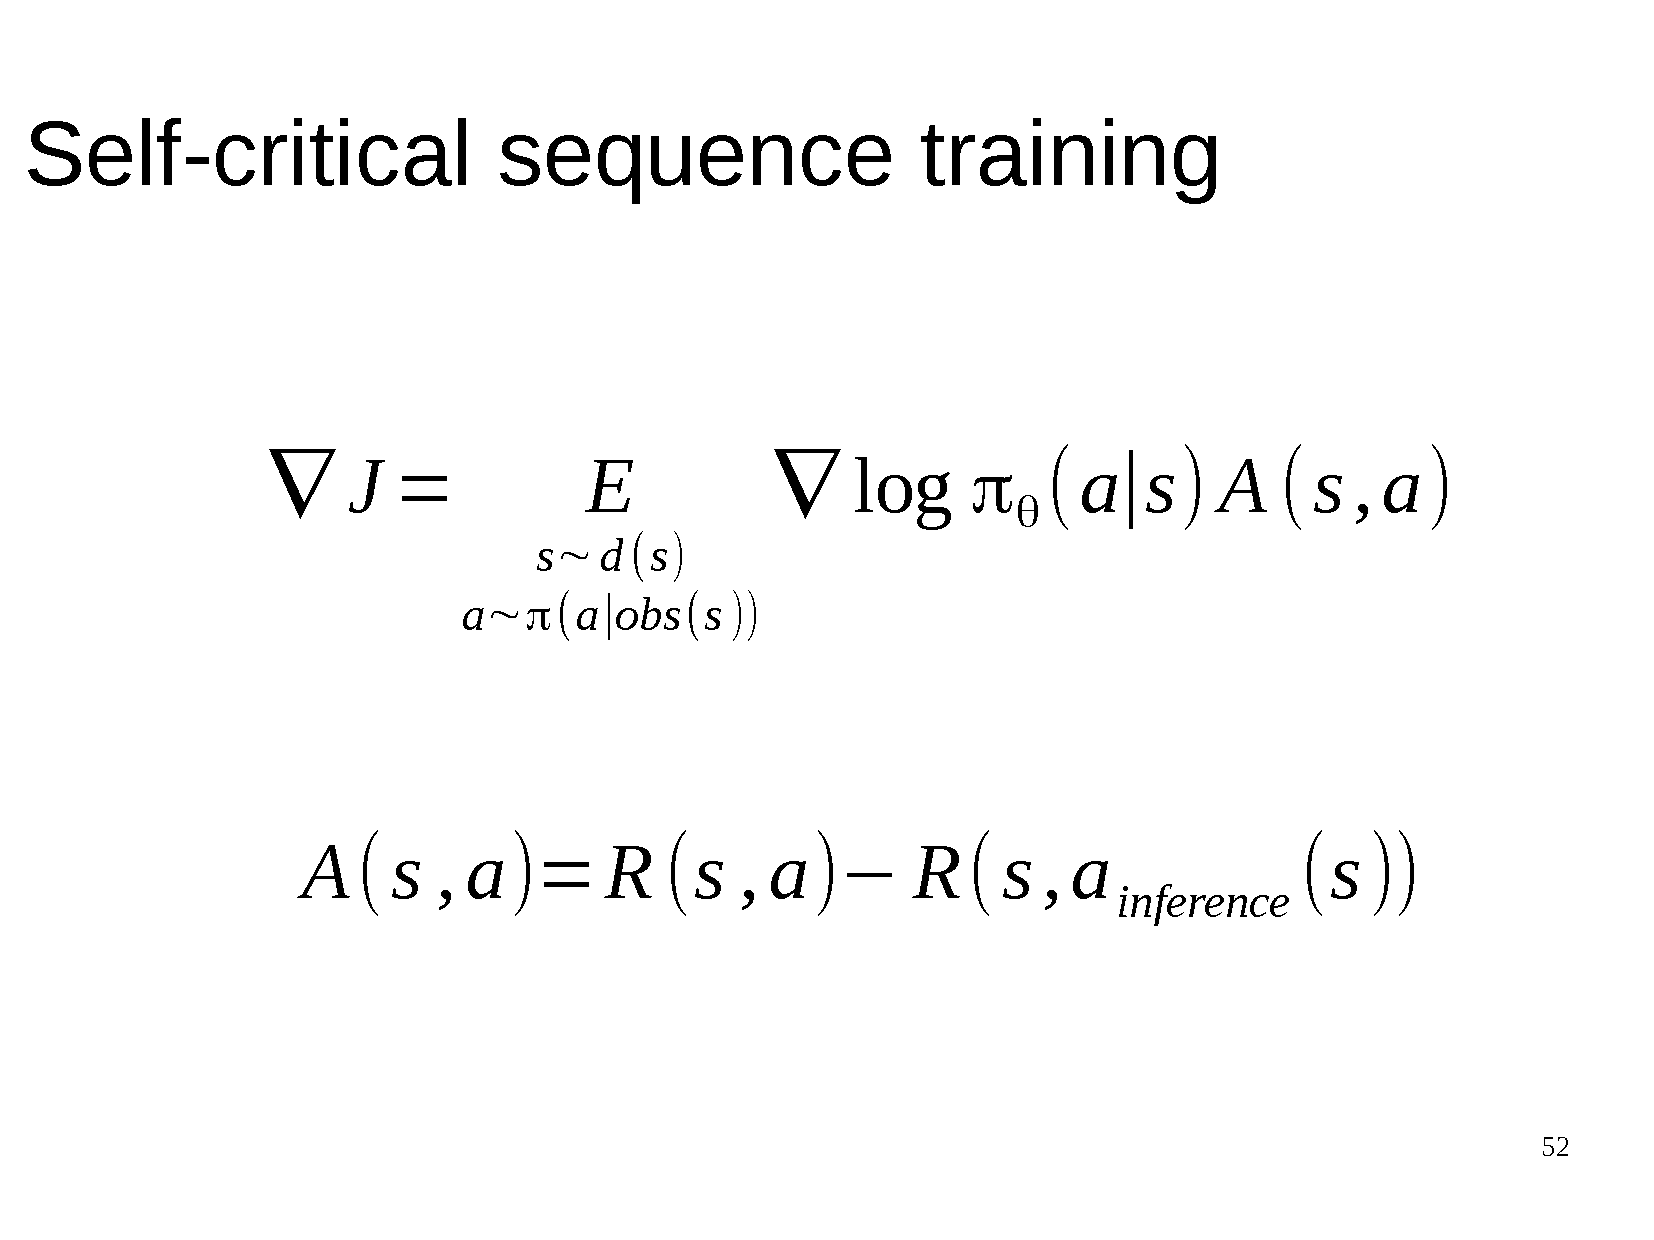 Self-critical sequence training
∇ J = E ∇ log π_θ(a|s) A(s,a)
s~d(s)
a~π(a|obs(s))
A(s,a)=R(s,a)−R(s,a_inference(s))
52